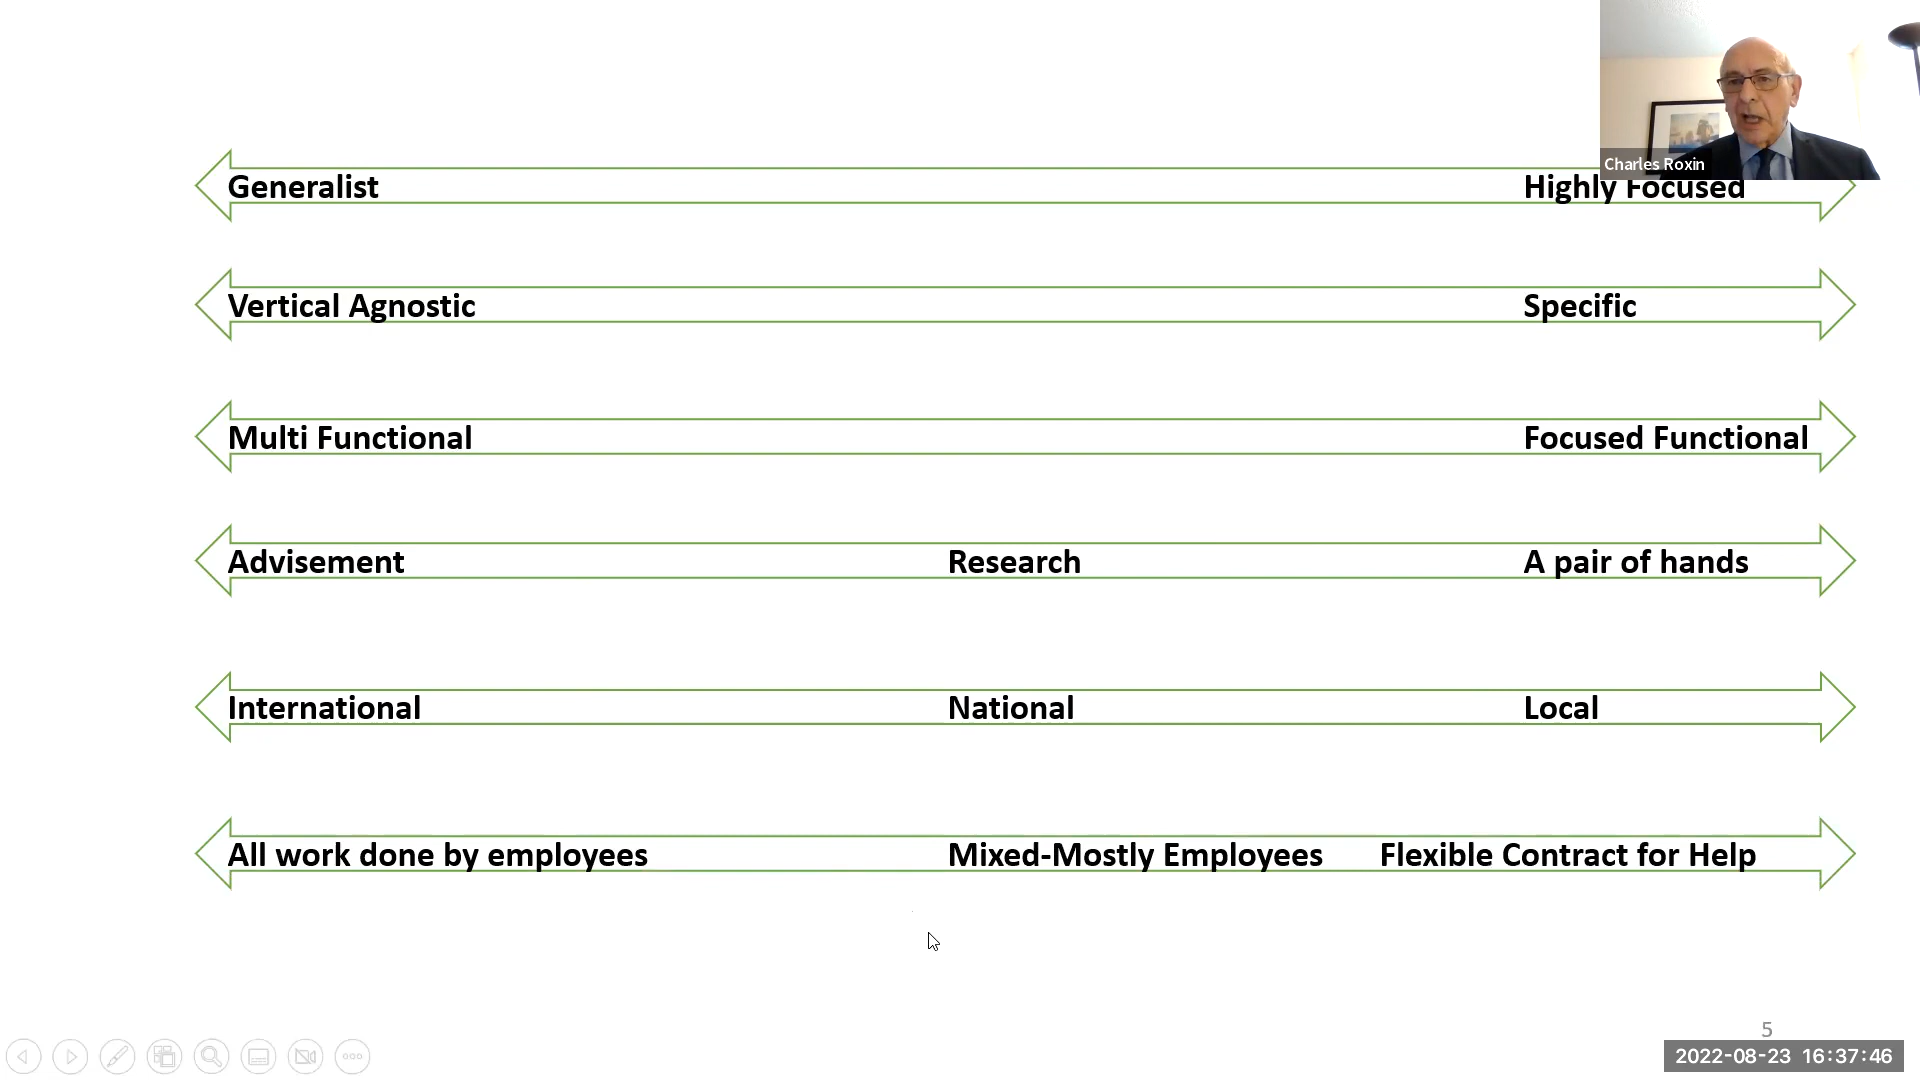 Charles Roxin
Generalist Highly Focused
Vertical Agnostic Specific
Multi Functional Focused Functional
Advisement Research A pair of hands
International National Local
All work done by employees Mixed-Mostly Employees Flexible Contract for Help
5
2022-08-23 16:37:46